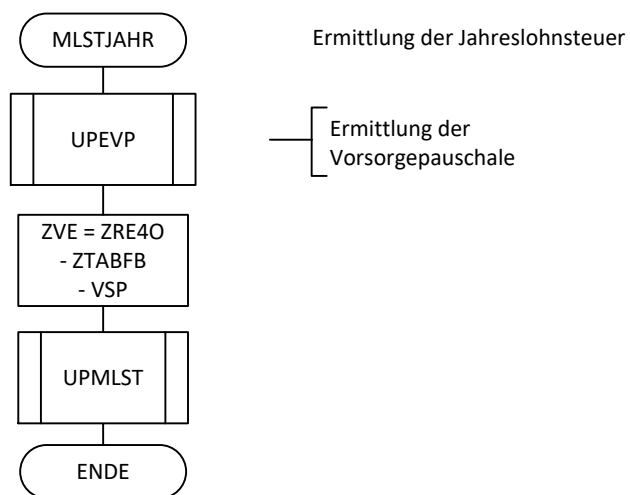 MLSTJAHR
Ermittlung der Jahreslohnsteuer
UPEVP
Ermittlung der
Vorsorgepauschale
ZVE = ZRE4O
- ZTABFB
- VSP
UPMLST
ENDE